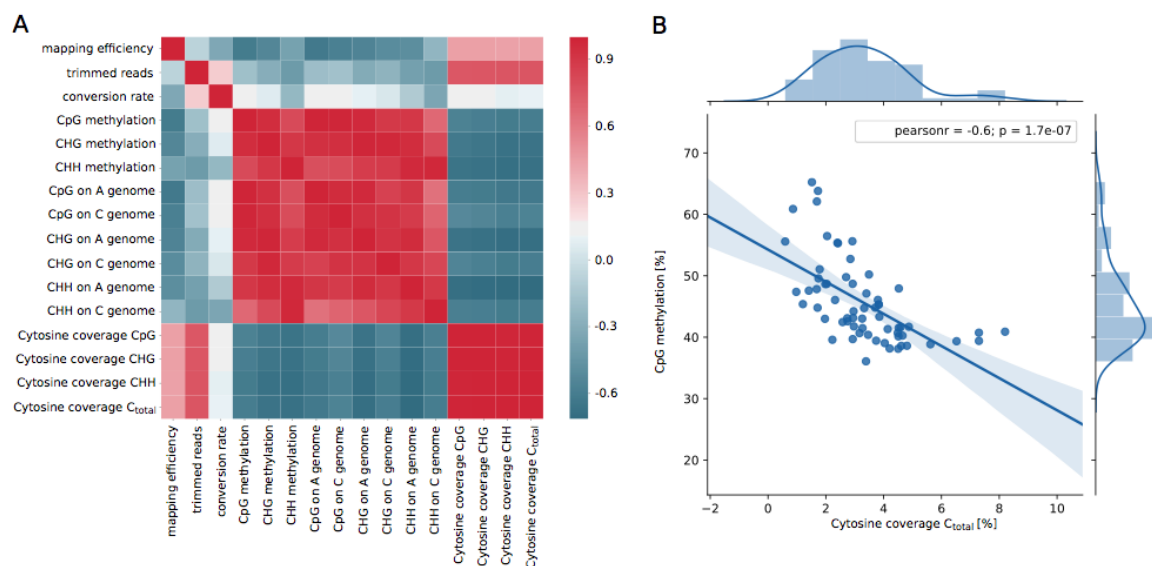 A
mapping efficiency
trimmed reads
conversion rate
CpG methylation
CHG methylation
CHH methylation
CpG on A genome
CpG on C genome
CHG on A genome
CHG on C genome
CHH on A genome
CHH on C genome
Cytosine coverage CpG
Cytosine coverage CHG
Cytosine coverage CHH
Cytosine coverage Ctotal
mapping efficiency
trimmed reads
conversion rate
CpG methylation
CHG methylation
CHH methylation
CpG on A genome
CpG on C genome
CHG on A genome
CHG on C genome
CHH on A genome
CHH on C genome
Cytosine coverage CpG
Cytosine coverage CHG
Cytosine coverage CHH
Cytosine coverage Ctotal
0.9
0.6
0.3
0.0
-0.3
-0.6
B
pearsonr = -0.6; p = 1.7e-07
CpG methylation [%]
70
60
50
40
30
20
−2 0 2 4 6 8 10
Cytosine coverage Ctotal [%]